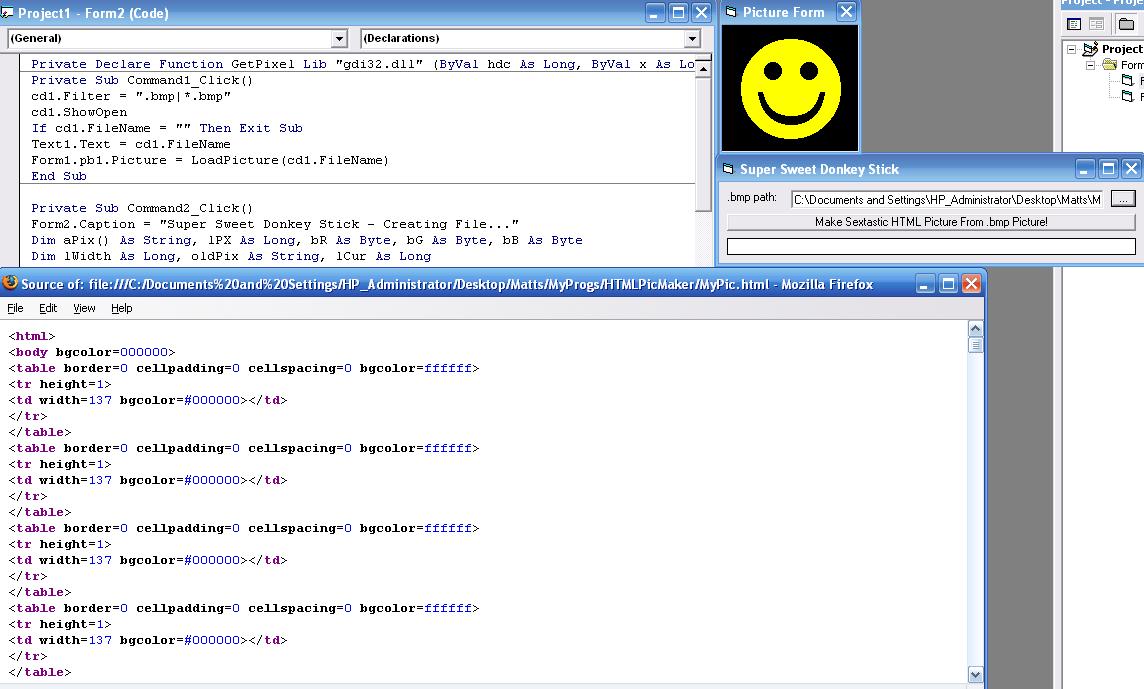 Project1 - Form2 (Code)
(General)
(Declarations)
Private Declare Function GetPixel Lib "gdi32.dll" (ByVal hdc As Long, ByVal x As Lo
Private Sub Command1_Click()
cd1.Filter = ".bmp|*.bmp"
cd1.ShowOpen
If cd1.FileName = "" Then Exit Sub
Text1.Text = cd1.FileName
Form1.pb1.Picture = LoadPicture(cd1.FileName)
End Sub
Private Sub Command2_Click()
Form2.Caption = "Super Sweet Donkey Stick - Creating File..."
Dim aPix() As String, lPX As Long, bR As Byte, bG As Byte, bB As Byte
Dim lWidth As Long, oldPix As String, lCur As Long
Picture Form
Project
Form
Super Sweet Donkey Stick
.bmp path:
C:\Documents and Settings\HP_Administrator\Desktop\Matts\M
...
Make Sextastic HTML Picture From .bmp Picture!
Source of: file:///C:/Documents%20and%20Settings/HP_Administrator/Desktop/Matts/MyProgs/HTMLPicMaker/MyPic.html - Mozilla Firefox
File Edit View Help
<html>
<body bgcolor=000000>
<table border=0 cellpadding=0 cellspacing=0 bgcolor=ffffff>
<tr height=1>
<td width=137 bgcolor=#000000></td>
</tr>
</table>
<table border=0 cellpadding=0 cellspacing=0 bgcolor=ffffff>
<tr height=1>
<td width=137 bgcolor=#000000></td>
</tr>
</table>
<table border=0 cellpadding=0 cellspacing=0 bgcolor=ffffff>
<tr height=1>
<td width=137 bgcolor=#000000></td>
</tr>
</table>
<table border=0 cellpadding=0 cellspacing=0 bgcolor=ffffff>
<tr height=1>
<td width=137 bgcolor=#000000></td>
</tr>
</table>